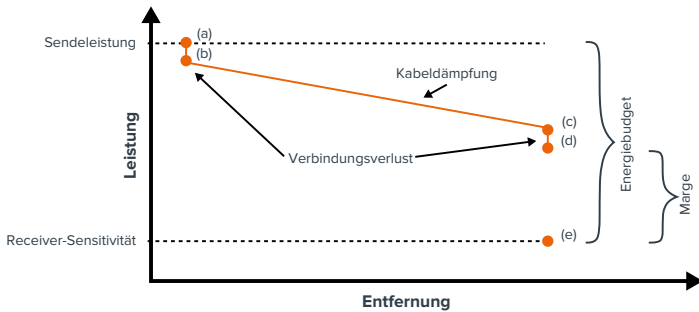 Sendeleistung
(a)
(b)
Kabeldämpfung
(c)
(d)
Verbindungsverlust
Leistung
Energiebudget
Marge
Receiver-Sensitivität
(e)
Entfernung